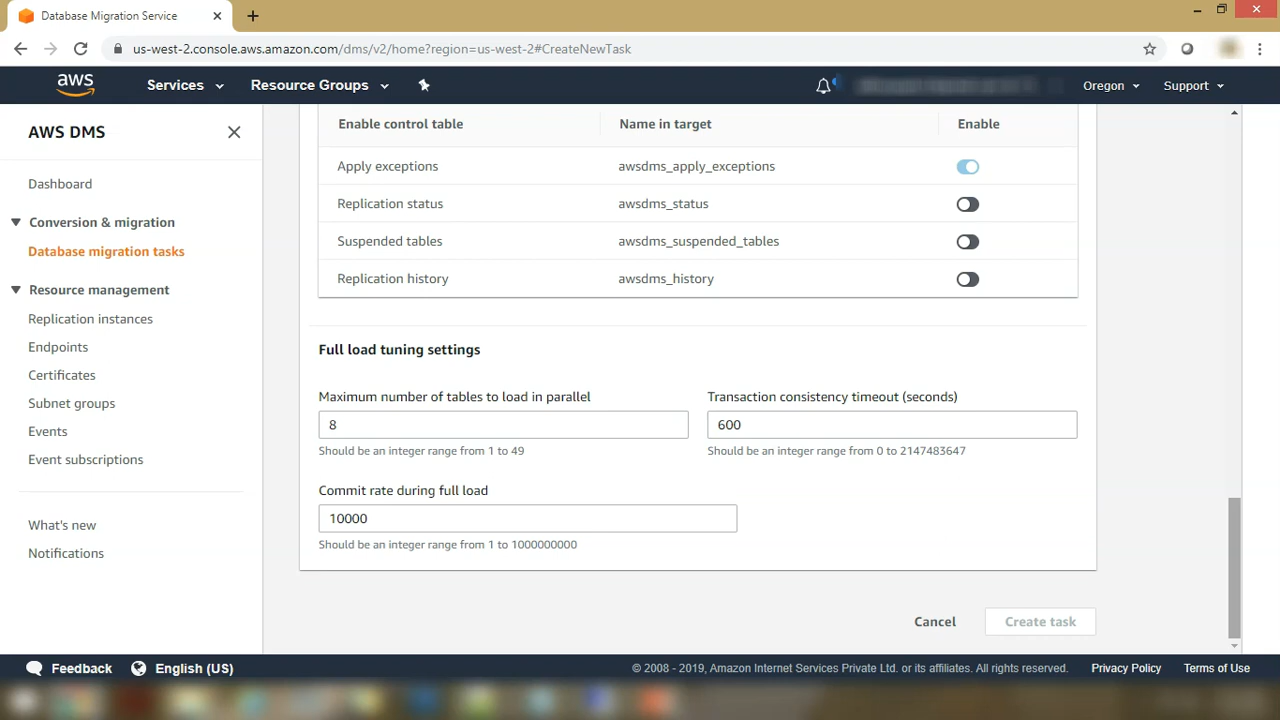 Database Migration Service
us-west-2.console.aws.amazon.com/dms/v2/home?region=us-west-2#CreateNewTask
aws Services Resource Groups Oregon Support
AWS DMS
Dashboard
Conversion & migration
Database migration tasks
Resource management
Replication instances
Endpoints
Certificates
Subnet groups
Events
Event subscriptions
What's new
Notifications
Enable control table Name in target Enable
Apply exceptions awsdms_apply_exceptions
Replication status awsdms_status
Suspended tables awsdms_suspended_tables
Replication history awsdms_history
Full load tuning settings
Maximum number of tables to load in parallel Transaction consistency timeout (seconds)
8 600
Should be an integer range from 1 to 49 Should be an integer range from 0 to 2147483647
Commit rate during full load
10000
Should be an integer range from 1 to 1000000000
Cancel Create task
Feedback English (US) © 2008 - 2019, Amazon Internet Services Private Ltd. or its affiliates. All rights reserved. Privacy Policy Terms of Use